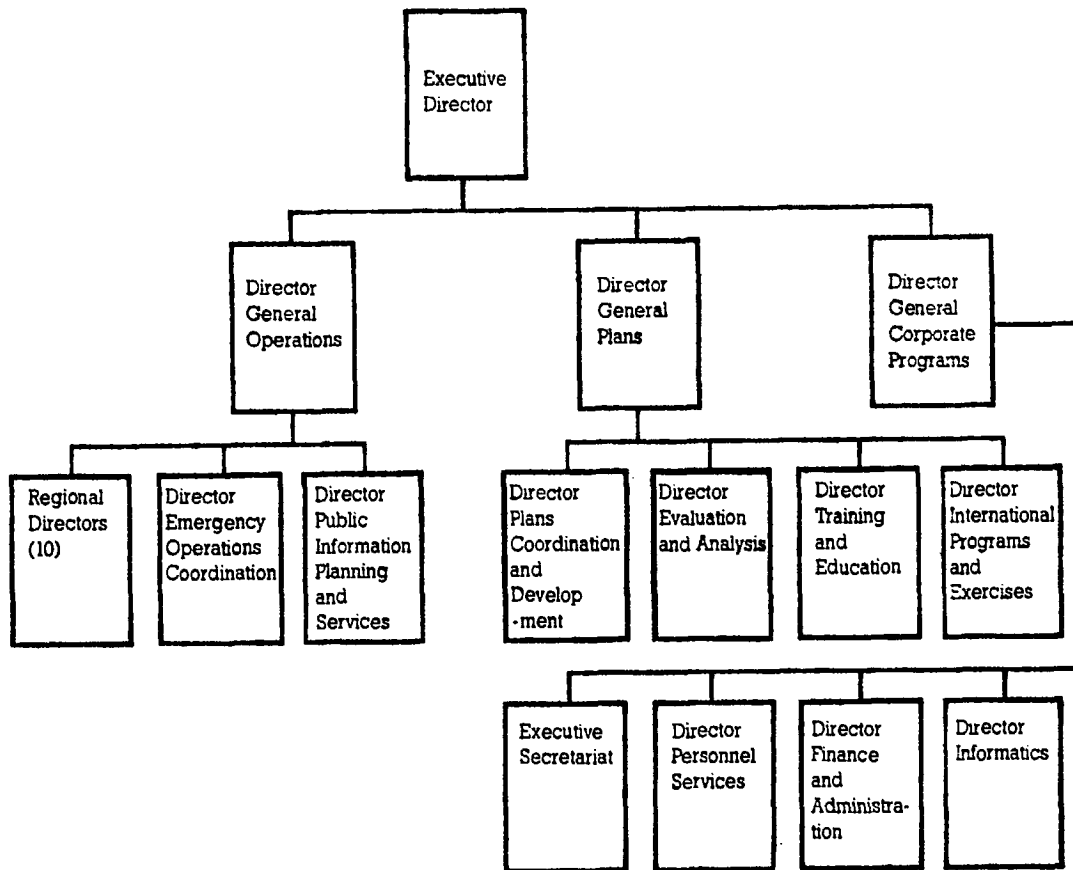 Executive
Director
Director
General
Operations
Director
General
Plans
Director
General
Corporate
Programs
Regional
Directors
(10)
Director
Emergency
Operations
Coordination
Director
Public
Information
Planning
and
Services
Director
Plans
Coordination
and
Develop
-ment
Director
Evaluation
and Analysis
Director
Training
and
Education
Director
International
Programs
and
Exercises
Executive
Secretariat
Director
Personnel
Services
Director
Finance
and
Administra-
tion
Director
Informatics